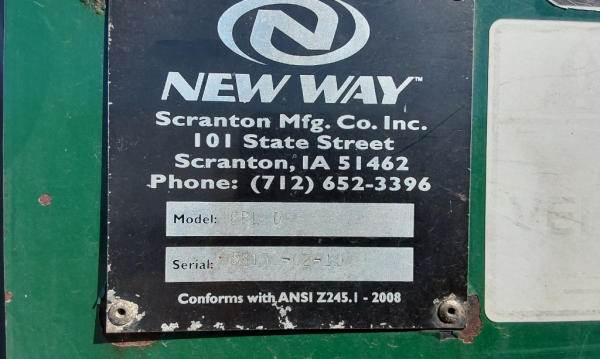 NEW WAY™
Scranton Mfg. Co. Inc.
101 State Street
Scranton, IA 51462
Phone: (712) 652-3396
Model:
Serial:
Conforms with ANSI Z245.1 - 2008